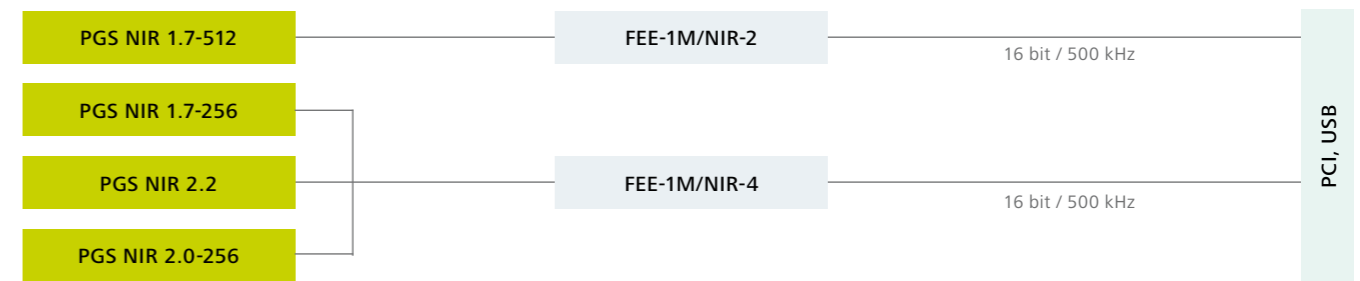 PGS NIR 1.7-512
FEE-1M/NIR-2
16 bit / 500 kHz
PGS NIR 1.7-256
PGS NIR 2.2
FEE-1M/NIR-4
16 bit / 500 kHz
PGS NIR 2.0-256
PCI, USB